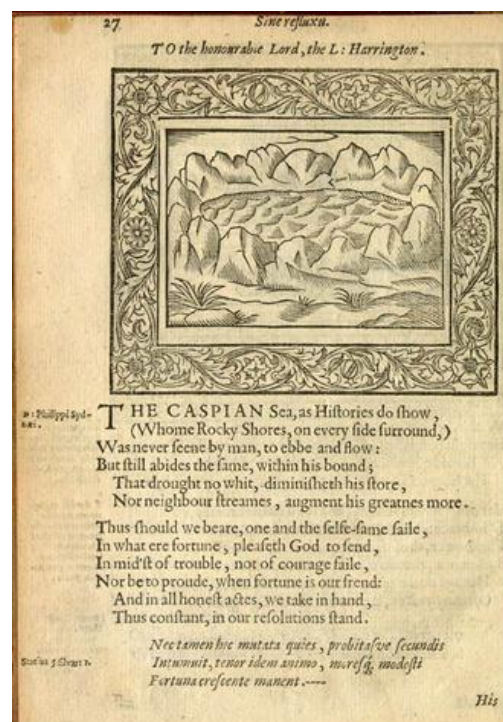 27 Sine refluxu.
TO the honourable Lord, the L: Harrington.
THE CASPIAN Sea, as Histories do show,
(Whome Rocky Shores, on every side surround,)
Was never seene by man, to ebbe and flow:
But still abides the same, within his bound;
That drought no whit, diminisheth his store,
Nor neighbour streames, augment his greatnes more.
Thus should we beare, one and the selfe-same saile,
In what ere fortune, pleaseth God to send,
In mid'st of trouble, not of courage faile,
Nor be to proude, when fortune is our frend:
And in all honest actes, we take in hand,
Thus constant, in our resolutions stand.
Nec tamen hic mutata quies, probitasve secundis
Intumuit, tenor idem animo, moresq, modesti
Fortuna crescente manent.----
His
Philippi Syd-